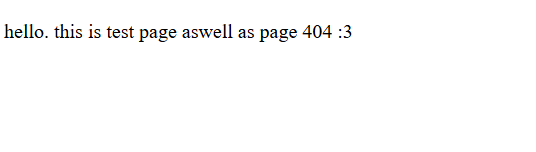 hello. this is test page aswell as page 404 :3